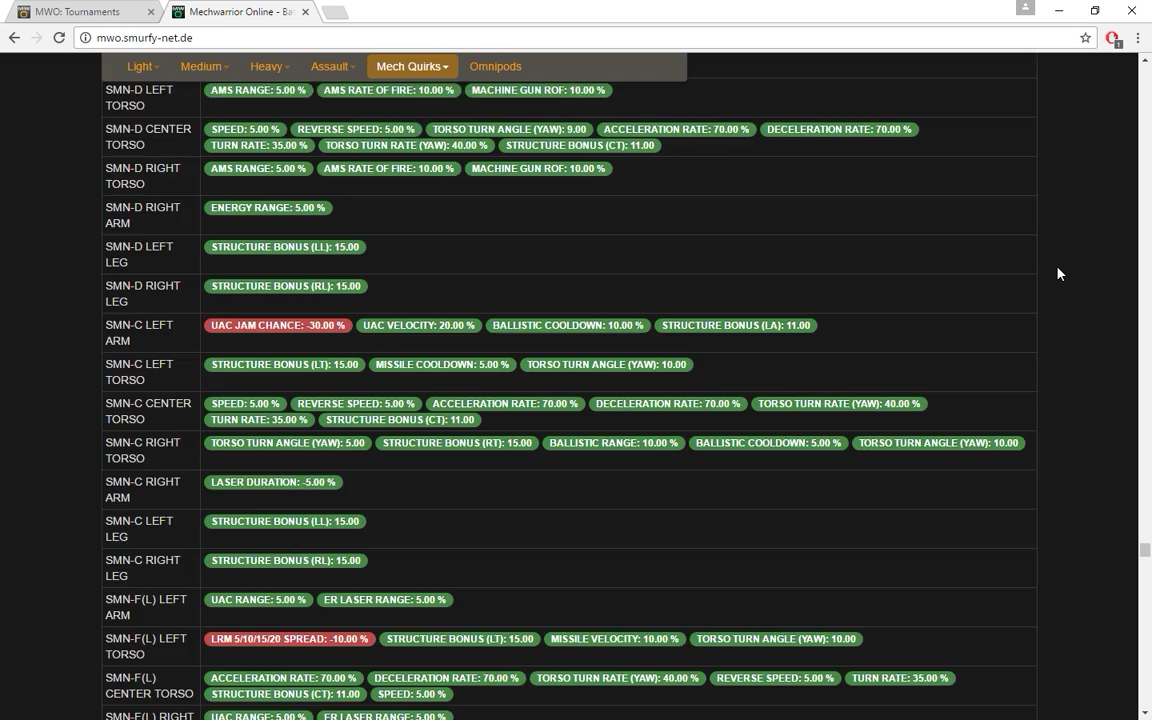 MWO: Tournaments
Mechwarrior Online - Ba
mwo.smurfy-net.de
1
Light Medium Heavy Assault Mech Quirks Omnipods
SMN-D LEFT TORSO AMS RANGE: 5.00 % AMS RATE OF FIRE: 10.00 % MACHINE GUN ROF: 10.00 %
SMN-D CENTER TORSO SPEED: 5.00 % REVERSE SPEED: 5.00 % TORSO TURN ANGLE (YAW): 9.00 ACCELERATION RATE: 70.00 % DECELERATION RATE: 70.00 %
TURN RATE: 35.00 % TORSO TURN RATE (YAW): 40.00 % STRUCTURE BONUS (CT): 11.00
SMN-D RIGHT TORSO AMS RANGE: 5.00 % AMS RATE OF FIRE: 10.00 % MACHINE GUN ROF: 10.00 %
SMN-D RIGHT ARM ENERGY RANGE: 5.00 %
SMN-D LEFT LEG STRUCTURE BONUS (LL): 15.00
SMN-D RIGHT LEG STRUCTURE BONUS (RL): 15.00
SMN-C LEFT ARM UAC JAM CHANCE: -30.00 % UAC VELOCITY: 20.00 % BALLISTIC COOLDOWN: 10.00 % STRUCTURE BONUS (LA): 11.00
SMN-C LEFT TORSO STRUCTURE BONUS (LT): 15.00 MISSILE COOLDOWN: 5.00 % TORSO TURN ANGLE (YAW): 10.00
SMN-C CENTER TORSO SPEED: 5.00 % REVERSE SPEED: 5.00 % ACCELERATION RATE: 70.00 % DECELERATION RATE: 70.00 % TORSO TURN RATE (YAW): 40.00 %
TURN RATE: 35.00 % STRUCTURE BONUS (CT): 11.00
SMN-C RIGHT TORSO TORSO TURN ANGLE (YAW): 5.00 STRUCTURE BONUS (RT): 15.00 BALLISTIC RANGE: 10.00 % BALLISTIC COOLDOWN: 5.00 % TORSO TURN ANGLE (YAW): 10.00
SMN-C RIGHT ARM LASER DURATION: -5.00 %
SMN-C LEFT LEG STRUCTURE BONUS (LL): 15.00
SMN-C RIGHT LEG STRUCTURE BONUS (RL): 15.00
SMN-F(L) LEFT ARM UAC RANGE: 5.00 % ER LASER RANGE: 5.00 %
SMN-F(L) LEFT TORSO LRM 5/10/15/20 SPREAD: -10.00 % STRUCTURE BONUS (LT): 15.00 MISSILE VELOCITY: 10.00 % TORSO TURN ANGLE (YAW): 10.00
SMN-F(L) CENTER TORSO ACCELERATION RATE: 70.00 % DECELERATION RATE: 70.00 % TORSO TURN RATE (YAW): 40.00 % REVERSE SPEED: 5.00 % TURN RATE: 35.00 %
STRUCTURE BONUS (CT): 11.00 SPEED: 5.00 %
SMN-F(L) RIGHT UAC RANGE: 5.00 % ER LASER RANGE: 5.00 %